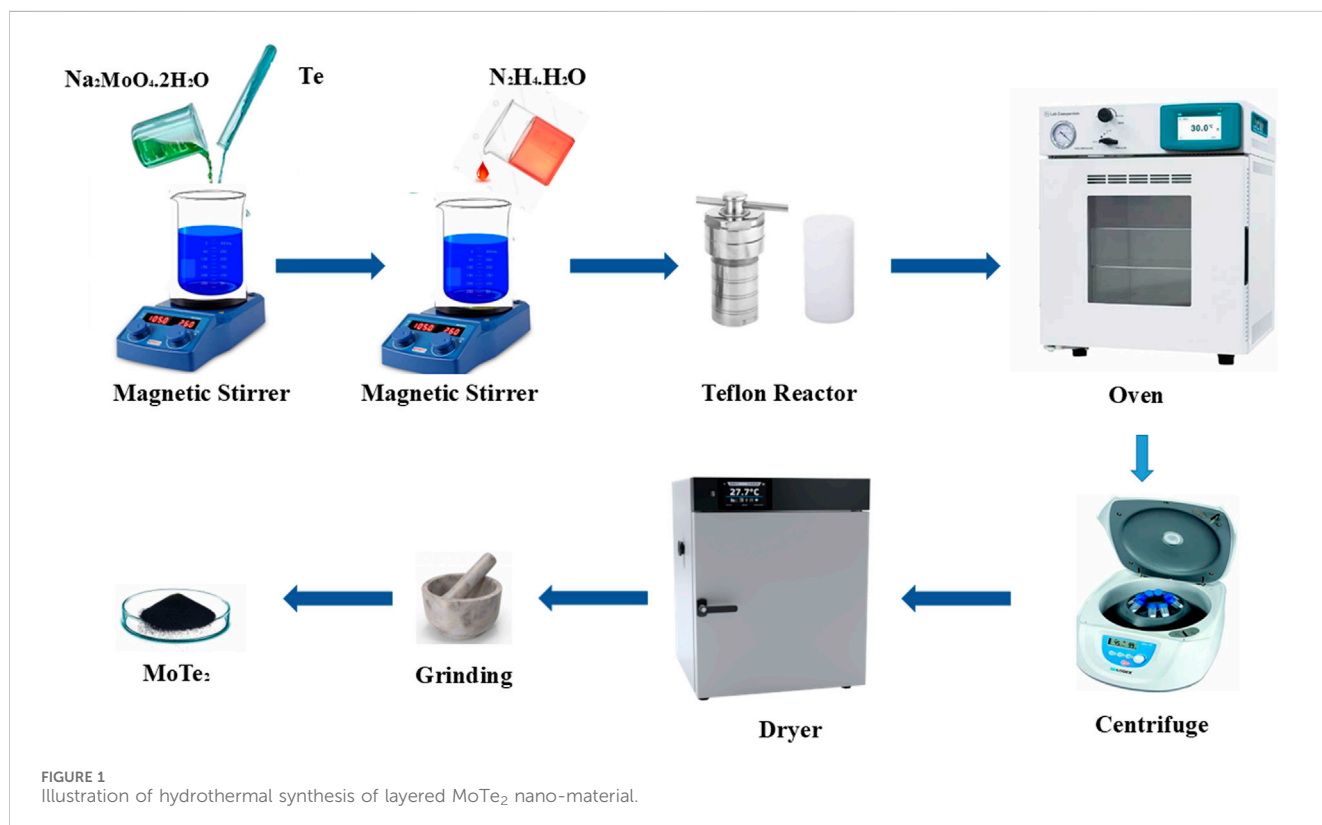 Na₂MoO₄.2H₂O
Te
N₂H₄.H₂O
Magnetic Stirrer
Magnetic Stirrer
Teflon Reactor
30.0
Oven
MoTe₂
Grinding
27.7°C
Dryer
Centrifuge
FIGURE 1
Illustration of hydrothermal synthesis of layered MoTe₂ nano-material.